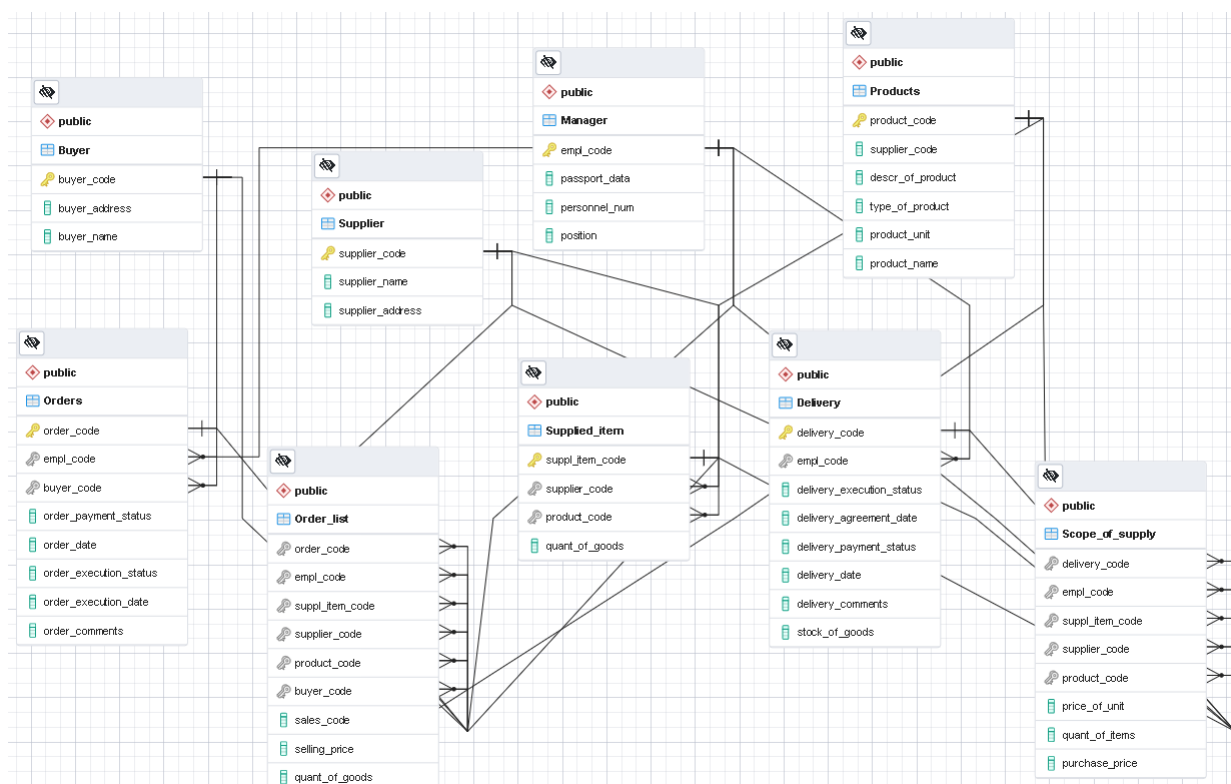 public
Buyer
buyer_code
buyer_address
buyer_name
public
Supplier
supplier_code
supplier_name
supplier_address
public
Manager
empl_code
passport_data
personnel_num
position
public
Products
product_code
supplier_code
descr_of_product
type_of_product
product_unit
product_name
public
Orders
order_code
empl_code
buyer_code
order_payment_status
order_date
order_execution_status
order_execution_date
order_comments
public
Order_list
order_code
empl_code
suppl_item_code
supplier_code
product_code
buyer_code
sales_code
selling_price
quant_of_goods
public
Supplied_item
suppl_item_code
supplier_code
product_code
quant_of_goods
public
Delivery
delivery_code
empl_code
delivery_execution_status
delivery_agreement_date
delivery_payment_status
delivery_date
delivery_comments
stock_of_goods
public
Scope_of_supply
delivery_code
empl_code
suppl_item_code
supplier_code
product_code
price_of_unit
quant_of_items
purchase_price